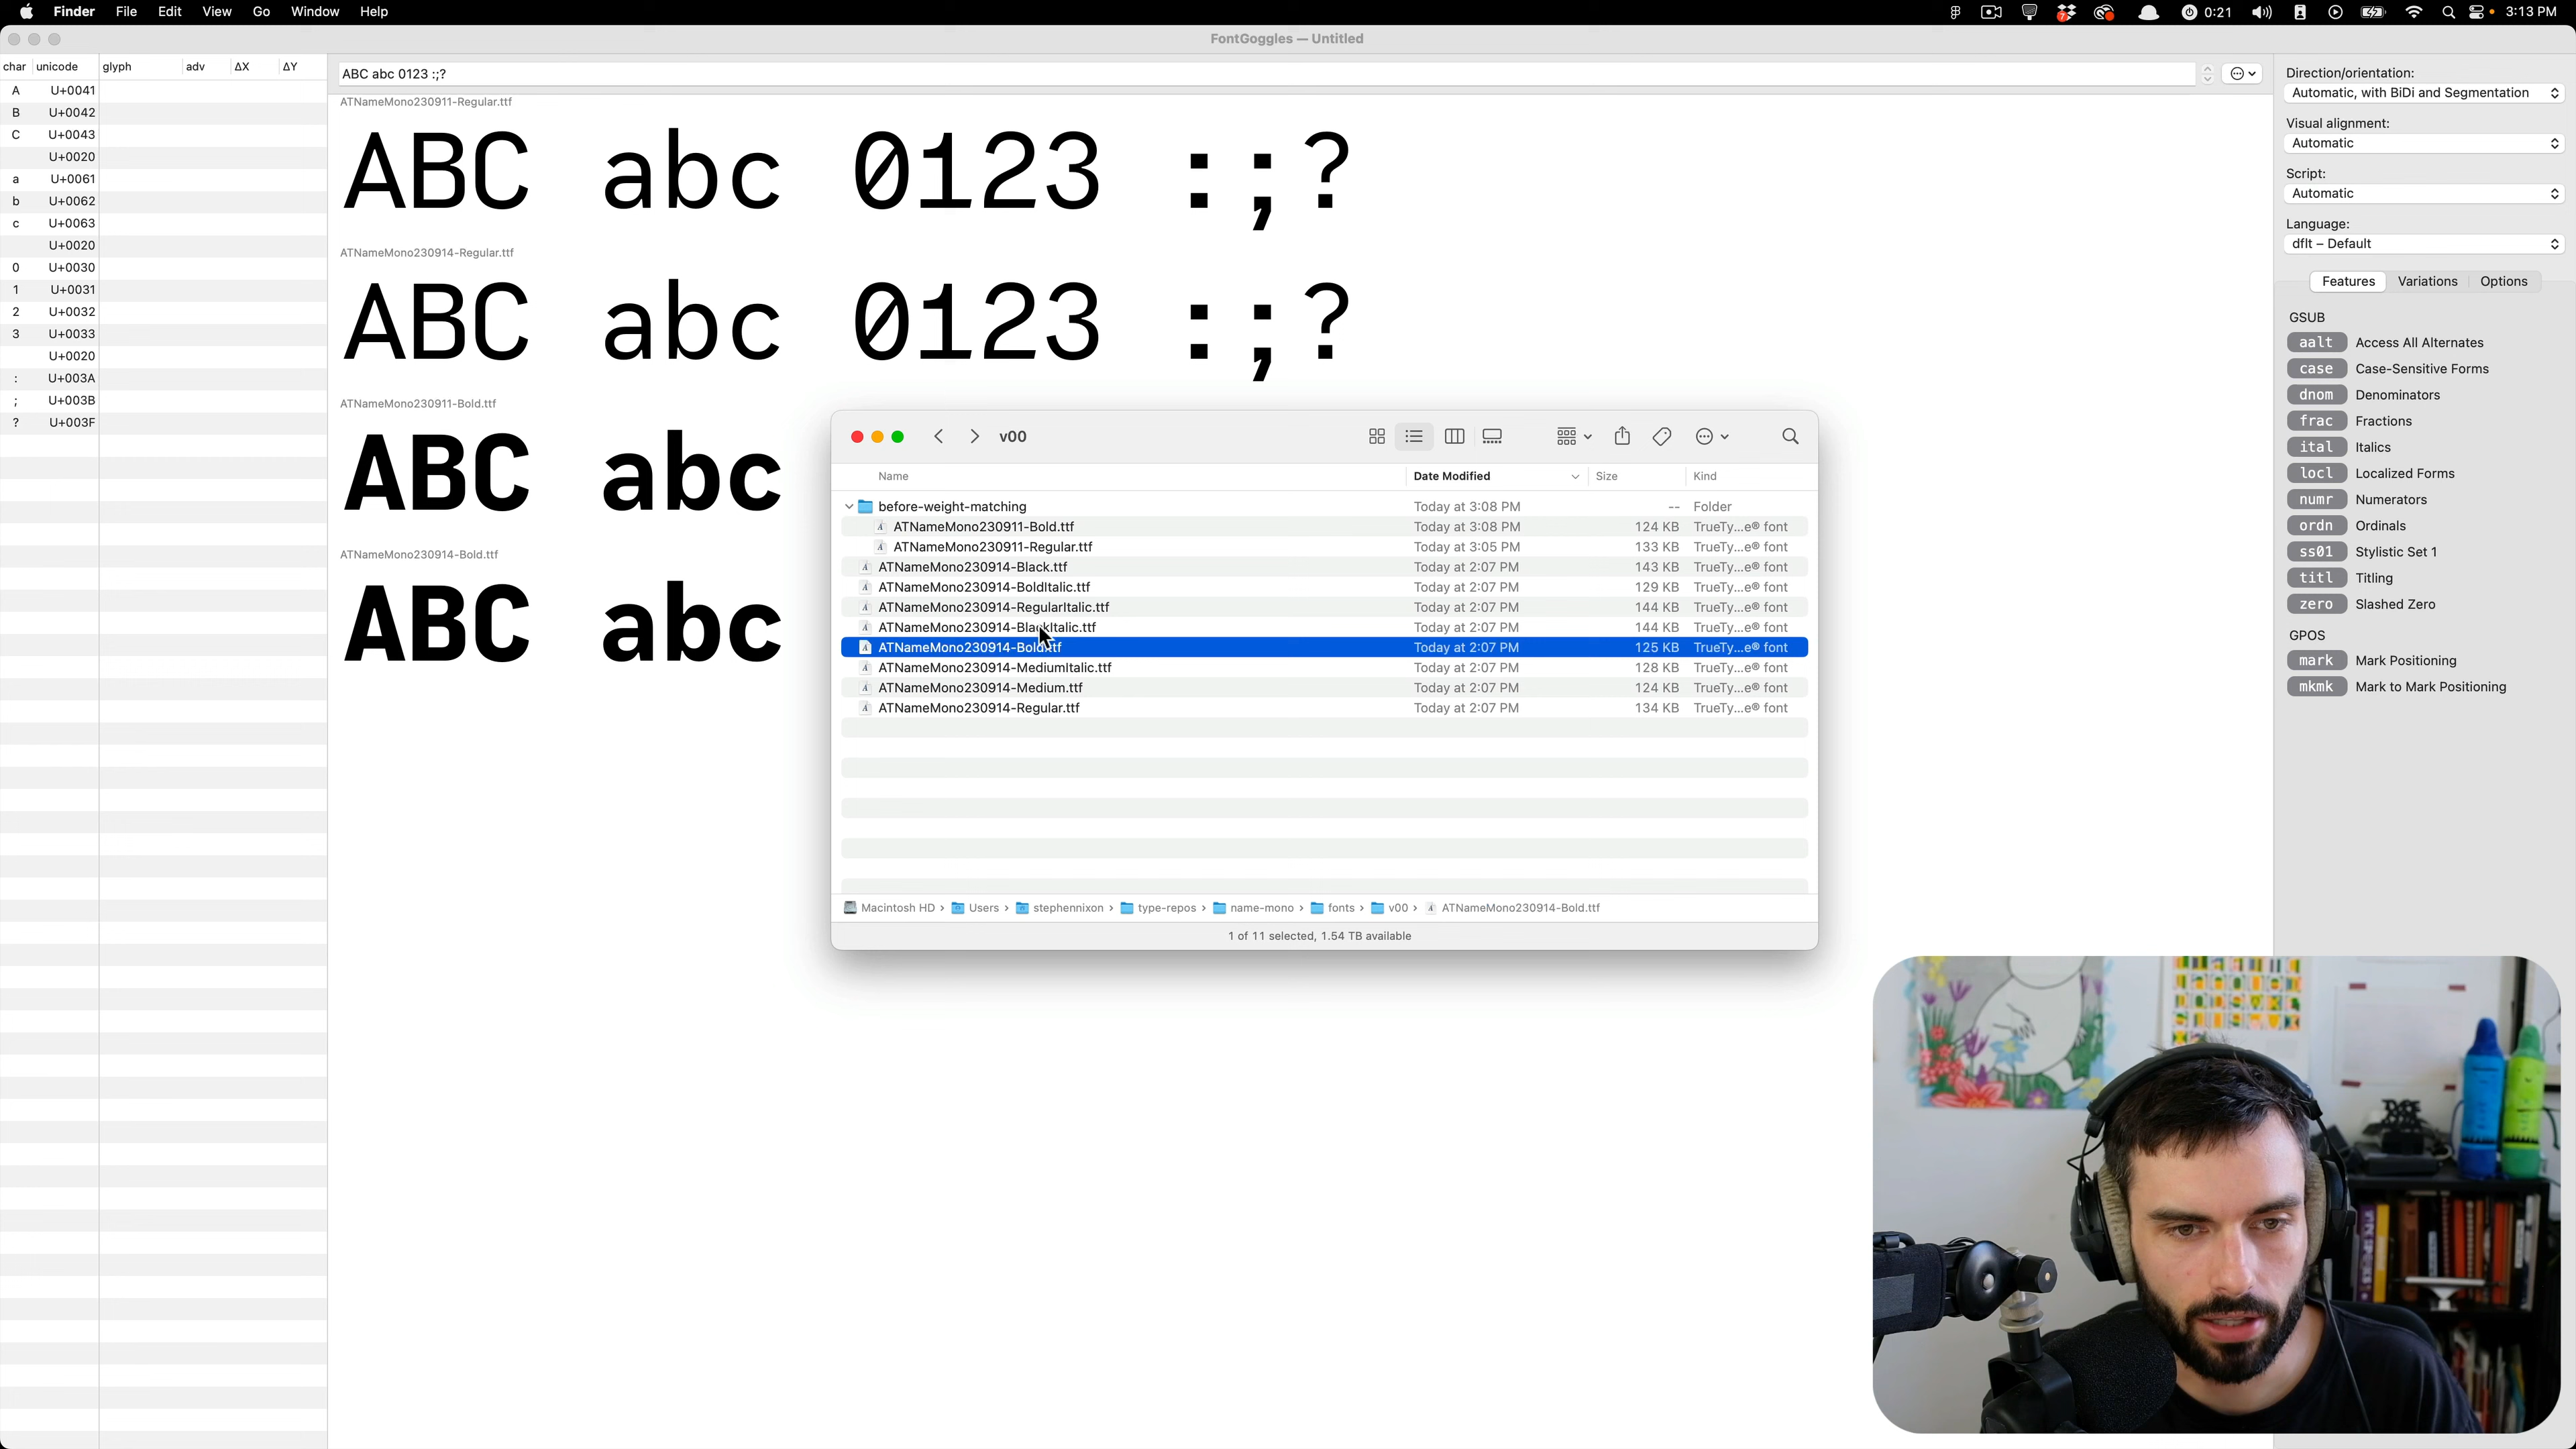 Finder File Edit View Go Window Help
0:21 3:13 PM
FontGoggles — Untitled
char unicode glyph adv ΔX ΔY
A U+0041
B U+0042
C U+0043
U+0020
a U+0061
b U+0062
c U+0063
U+0020
0 U+0030
1 U+0031
2 U+0032
3 U+0033
U+0020
: U+003A
; U+003B
? U+003F
ABC abc 0123 :;?
ATNameMono230911-Regular.ttf
ABC abc 0123 :;?
ATNameMono230914-Regular.ttf
ABC abc 0123 :;?
ATNameMono230911-Bold.ttf
ABC abc
ATNameMono230914-Bold.ttf
ABC abc
v00
Name Date Modified Size Kind
before-weight-matching Today at 3:08 PM -- Folder
ATNameMono230911-Bold.ttf Today at 3:08 PM 124 KB TrueTy...e® font
ATNameMono230911-Regular.ttf Today at 3:05 PM 133 KB TrueTy...e® font
ATNameMono230914-Black.ttf Today at 2:07 PM 143 KB TrueTy...e® font
ATNameMono230914-BoldItalic.ttf Today at 2:07 PM 129 KB TrueTy...e® font
ATNameMono230914-RegularItalic.ttf Today at 2:07 PM 144 KB TrueTy...e® font
ATNameMono230914-BlackItalic.ttf Today at 2:07 PM 144 KB TrueTy...e® font
ATNameMono230914-Bold.ttf Today at 2:07 PM 125 KB TrueTy...e® font
ATNameMono230914-MediumItalic.ttf Today at 2:07 PM 128 KB TrueTy...e® font
ATNameMono230914-Medium.ttf Today at 2:07 PM 124 KB TrueTy...e® font
ATNameMono230914-Regular.ttf Today at 2:07 PM 134 KB TrueTy...e® font
Macintosh HD › Users › stephennixon › type-repos › name-mono › fonts › v00 › ATNameMono230914-Bold.ttf
1 of 11 selected, 1.54 TB available
Direction/orientation:
Automatic, with BiDi and Segmentation
Visual alignment:
Automatic
Script:
Automatic
Language:
dflt – Default
Features Variations Options
GSUB
aalt Access All Alternates
case Case-Sensitive Forms
dnom Denominators
frac Fractions
ital Italics
locl Localized Forms
numr Numerators
ordn Ordinals
ss01 Stylistic Set 1
titl Titling
zero Slashed Zero
GPOS
mark Mark Positioning
mkmk Mark to Mark Positioning